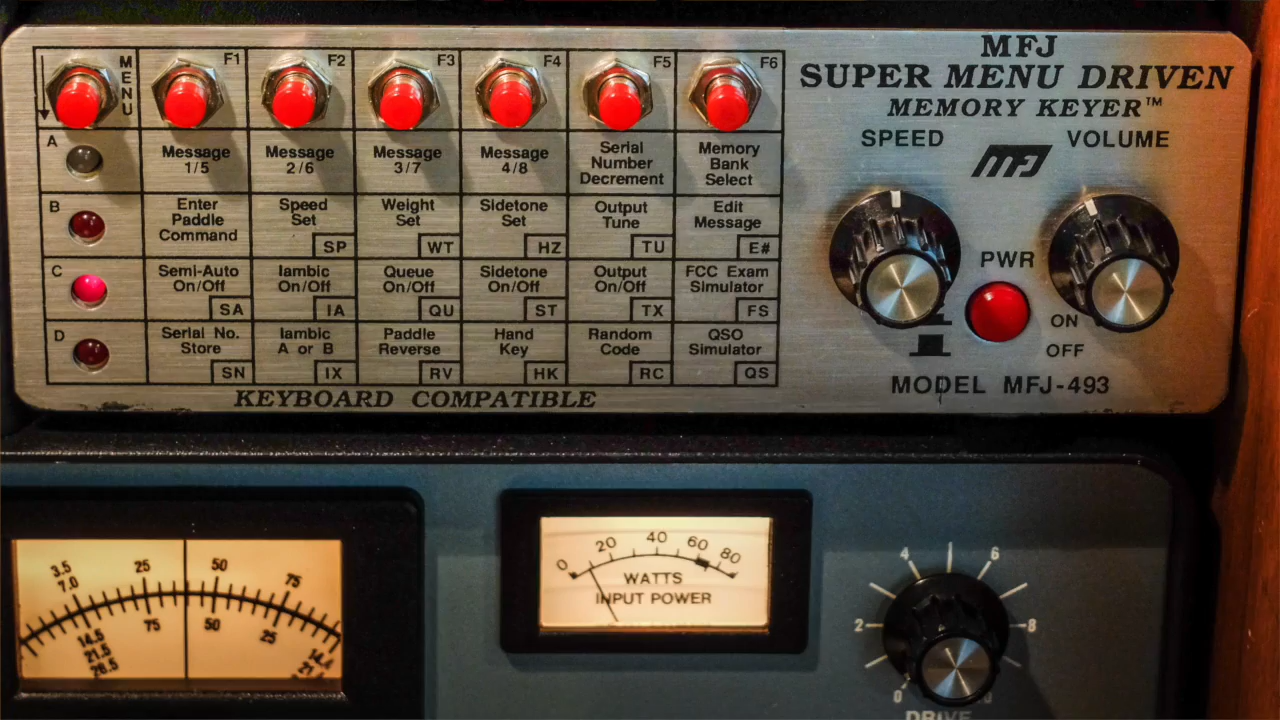 MENU
F1
F2
F3
F4
F5
F6
MFJ
SUPER MENU DRIVEN
MEMORY KEYER™
SPEED
VOLUME
MFJ
PWR
ON
OFF
MODEL MFJ-493
A
Message
1/5
Message
2/6
Message
3/7
Message
4/8
Serial
Number
Decrement
Memory
Bank
Select
B
Enter
Paddle
Command
Speed
Set
SP
Weight
Set
WT
Sidetone
Set
HZ
Output
Tune
TU
Edit
Message
E#
C
Semi-Auto
On/Off
SA
Iambic
On/Off
IA
Queue
On/Off
QU
Sidetone
On/Off
ST
Output
On/Off
TX
FCC Exam
Simulator
FS
D
Serial No.
Store
SN
Iambic
A or B
IX
Paddle
Reverse
RV
Hand
Key
HK
Random
Code
RC
QSO
Simulator
QS
KEYBOARD COMPATIBLE
3.5
7.0
25
50
75
75
50
25
14.5
21.5
28.5
14.4
0 20 40 60 80
WATTS
INPUT POWER
0
2
4
6
8
DRIVE